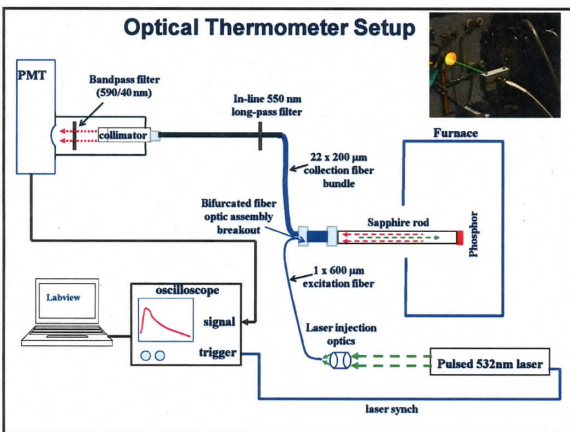 Optical Thermometer Setup
PMT
Bandpass filter
(590/40 nm)
collimator
In-line 550 nm
long-pass filter
Furnace
22 x 200 µm
collection fiber
bundle
Bifurcated fiber
optic assembly
breakout
Sapphire rod
Phosphor
1 x 600 µm
excitation fiber
Labview
oscilloscope
signal
trigger
Laser injection
optics
Pulsed 532nm laser
laser synch